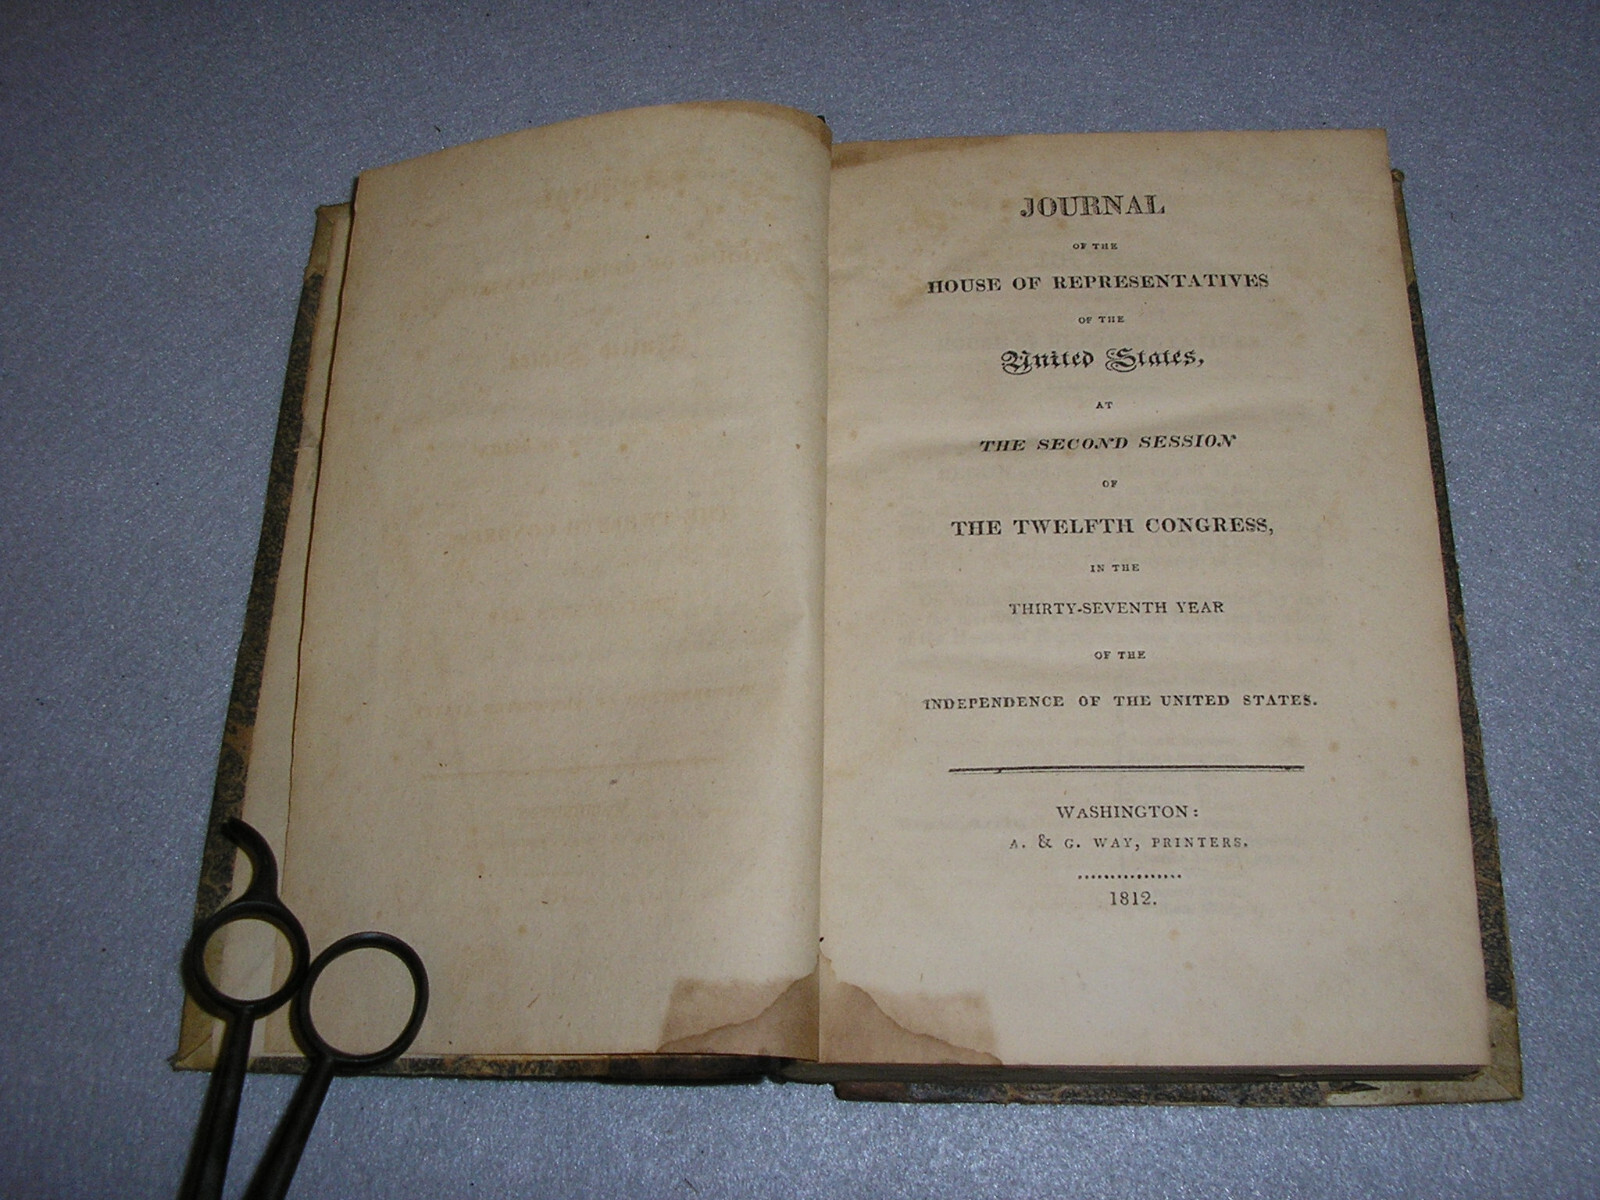 JOURNAL
OF THE
HOUSE OF REPRESENTATIVES
OF THE
United States,
AT
THE SECOND SESSION
OF
THE TWELFTH CONGRESS,
IN THE
THIRTY-SEVENTH YEAR
OF THE
INDEPENDENCE OF THE UNITED STATES.
WASHINGTON:
A. & G. WAY, PRINTERS.
1812.